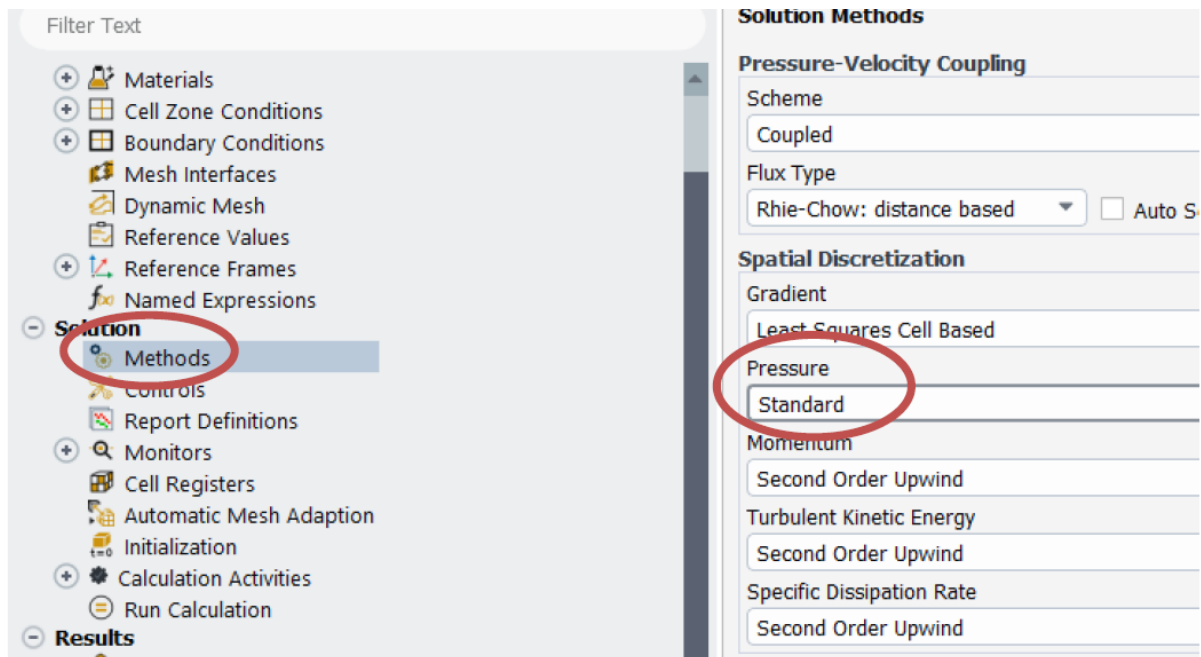 Filter Text
Materials
Cell Zone Conditions
Boundary Conditions
Mesh Interfaces
Dynamic Mesh
Reference Values
Reference Frames
f(x) Named Expressions
Solution
Methods
Controls
Report Definitions
Monitors
Cell Registers
Automatic Mesh Adaption
t=0 Initialization
Calculation Activities
Run Calculation
Results
Solution Methods
Pressure-Velocity Coupling
Scheme
Coupled
Flux Type
Rhie-Chow: distance based Auto S
Spatial Discretization
Gradient
Least Squares Cell Based
Pressure
Standard
Momentum
Second Order Upwind
Turbulent Kinetic Energy
Second Order Upwind
Specific Dissipation Rate
Second Order Upwind